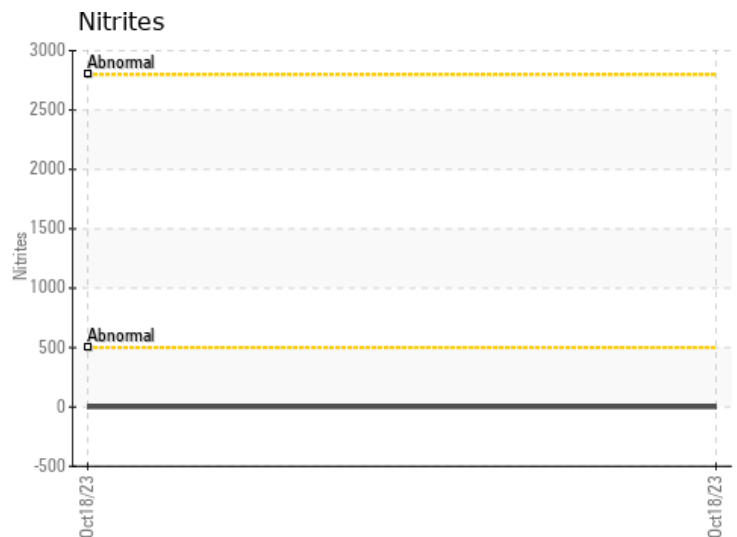 Nitrites
3000
Abnormal
2500
2000
1500
Nitrites
1000
Abnormal
500
0
-500
Oct18/23
Oct18/23